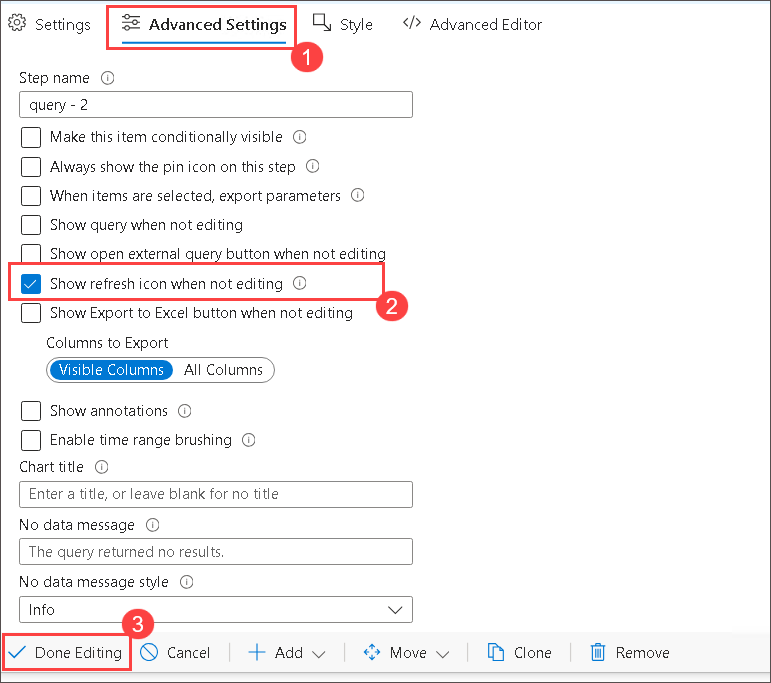 Settings Advanced Settings Style </> Advanced Editor
1
Step name
query - 2
Make this item conditionally visible
Always show the pin icon on this step
When items are selected, export parameters
Show query when not editing
Show open external query button when not editing
Show refresh icon when not editing
2
Show Export to Excel button when not editing
Columns to Export
Visible Columns All Columns
Show annotations
Enable time range brushing
Chart title
Enter a title, or leave blank for no title
No data message
The query returned no results.
No data message style
Info
3
Done Editing Cancel Add Move Clone Remove